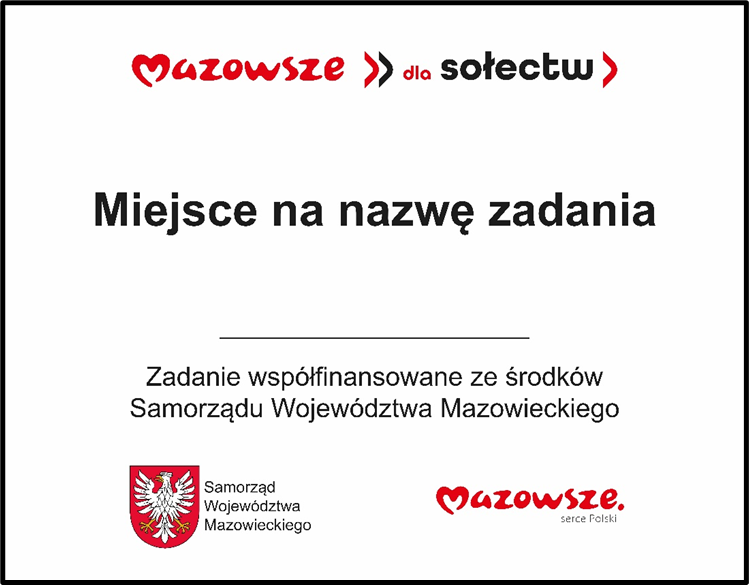 mazowsze dla sołectw
Miejsce na nazwę zadania
Zadanie współfinansowane ze środków
Samorządu Województwa Mazowieckiego
Samorząd
Województwa
Mazowieckiego
mazowsze.
serce Polski